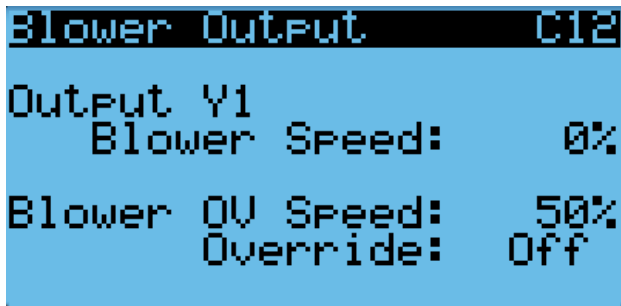 Blower Output C12
Output Y1
Blower Speed: 0%
Blower OV Speed: 50%
Override: Off